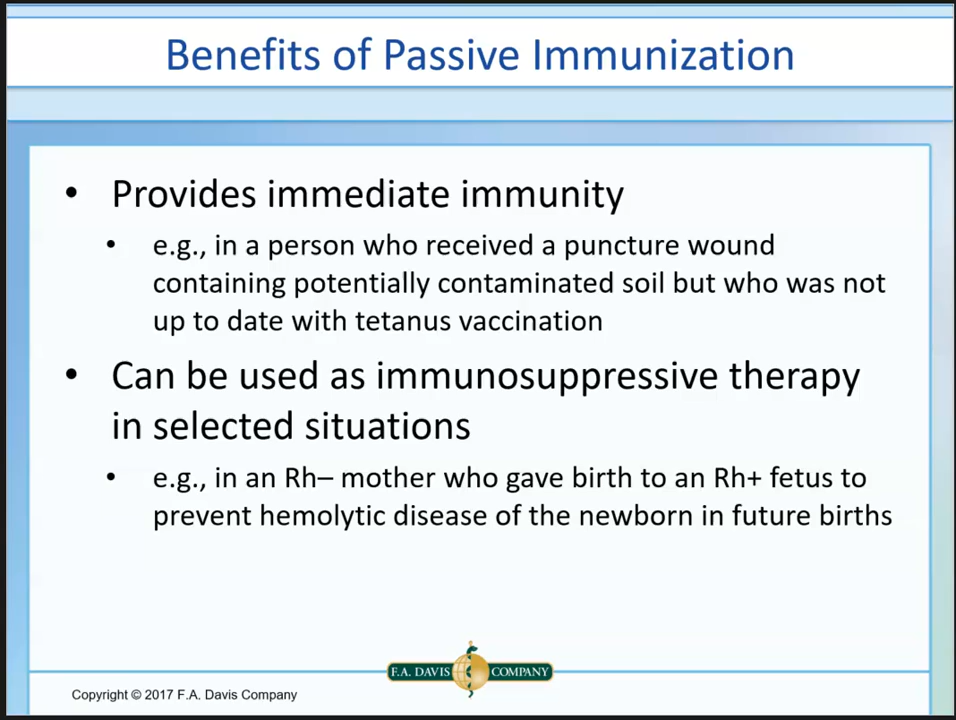 Benefits of Passive Immunization
• Provides immediate immunity
• e.g., in a person who received a puncture wound
containing potentially contaminated soil but who was not
up to date with tetanus vaccination
• Can be used as immunosuppressive therapy
in selected situations
• e.g., in an Rh– mother who gave birth to an Rh+ fetus to
prevent hemolytic disease of the newborn in future births
F.A. DAVIS COMPANY
Copyright © 2017 F.A. Davis Company